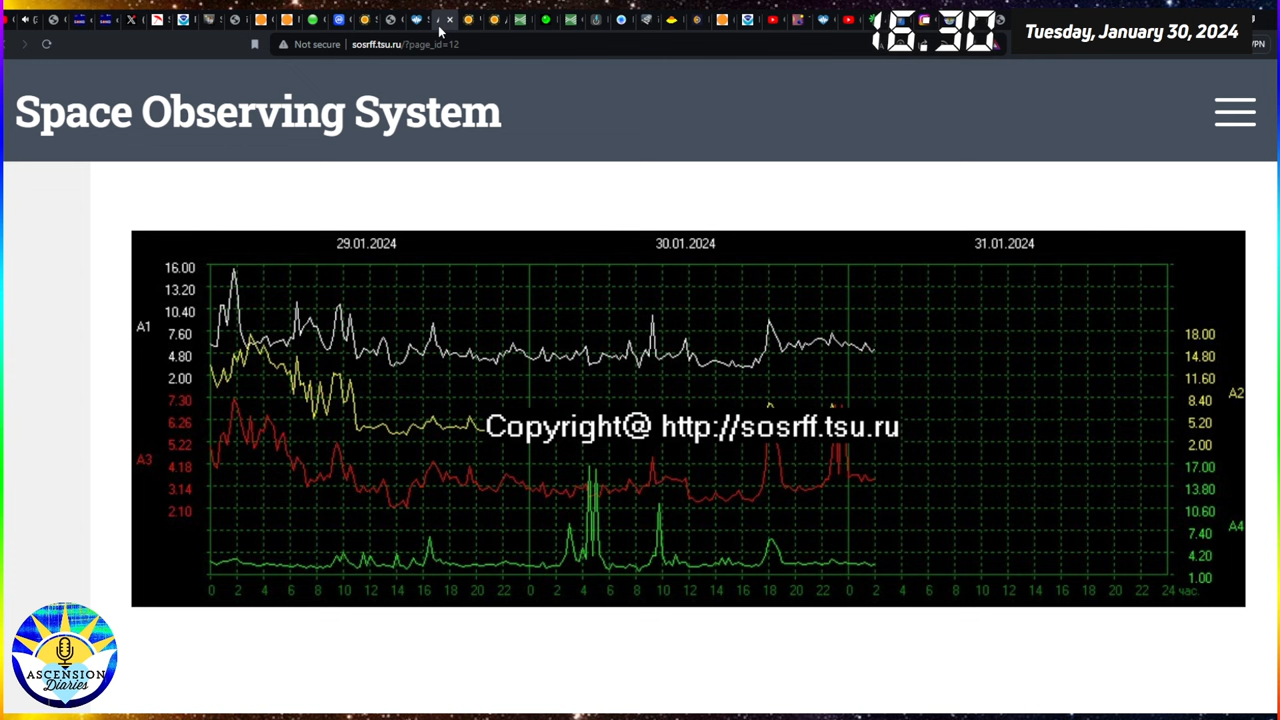 16:30
Tuesday, January 30, 2024
Not secure sosrff.tsu.ru/?page_id=12
VPN
Space Observing System
29.01.2024 30.01.2024 31.01.2024
16.00
13.20
10.40
A1
7.60 18.00
4.80 14.80
2.00 11.60
A2
7.30 8.40
6.26 5.20
5.22 2.00
Copyright@ http://sosrff.tsu.ru
A3
4.18 17.00
3.14 13.80
2.10 10.60
A4
7.40
4.20
1.00
0 2 4 6 8 10 12 14 16 18 20 22 0 2 4 6 8 10 12 14 16 18 20 22 0 2 4 6 8 10 12 14 16 18 20 22 24 час.
ASCENSION
Diaries